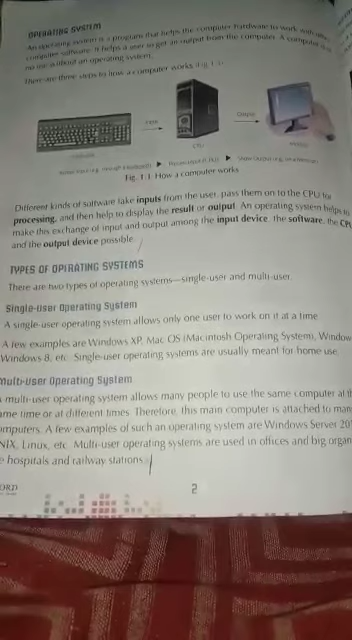 OPERATING SYSTEM
An operating system is a program that helps the computer hardware to work with
computer software. It helps a user to get an output from the computer. A computer is
no use without an operating system.
There are three steps to how a computer works (Fig. 1.1).
CPU
Fig. 1.1 How a computer works
Different kinds of software take inputs from the user, pass them on to the CPU for
processing, and then help to display the result or output. An operating system helps to
make this exchange of input and output among the input device, the software, the CPU
and the output device possible.
TYPES OF OPERATING SYSTEMS
There are two types of operating systems—single-user and multi-user.
Single-User Operating System
A single-user operating system allows only one user to work on it at a time.
A few examples are Windows XP, Mac OS (Macintosh Operating System), Window
Windows 8, etc. Single-user operating systems are usually meant for home use.
Multi-User Operating System
multi-user operating system allows many people to use the same computer at th
ame time or at different times. Therefore, this main computer is attached to man
omputers. A few examples of such an operating system are Windows Server 20
NIX, Linux, etc. Multi-user operating systems are used in offices and big organ
e hospitals and railway stations.
ORD
2